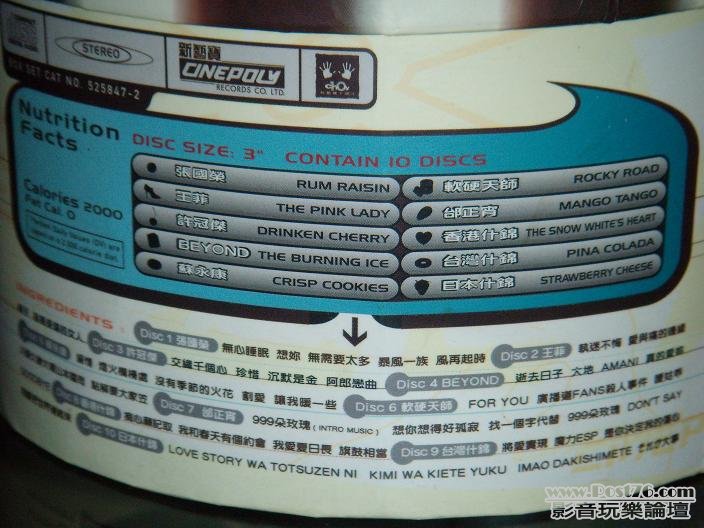 STEREO
新藝寶
CINEPOLY
RECORDS CO. LTD.
BOX SET CAT NO. 525847-2
Nutrition
Facts
DISC SIZE: 3" CONTAIN 10 DISCS
Calories 2000
Fat Cal. 0
張國榮 RUM RAISIN
王菲 THE PINK LADY
許冠傑 DRINKEN CHERRY
BEYOND THE BURNING ICE
蘇永康 CRISP COOKIES
軟硬天師 ROCKY ROAD
邰正宵 MANGO TANGO
香港什錦 THE SNOW WHITE'S HEART
台灣什錦 PINA COLADA
日本什錦 STRAWBERRY CHEESE
INGREDIENTS :
Disc 1 張國榮 無心睡眠 想妳 無需要太多 暴風一族 風再起時 Disc 2 王菲 執迷不悔 愛與痛的邊緣
Disc 3 許冠傑 交織千個心 珍惜 沉默是金 阿郎戀曲 Disc 4 BEYOND 逝去日子 大地 AMANI 真的愛您
沒有季節的火花 割愛 讓我暖一些 Disc 6 軟硬天師 FOR YOU 廣播道FANS殺人事件
Disc 7 邰正宵 999朵玫瑰 (INTRO MUSIC) 想你想得好孤寂 找一個字代替 999朵玫瑰 DON'T SAY
我和春天有個約會 我愛夏日長 旗鼓相當 Disc 9 台灣什錦 將愛實現 魔力ESP 是你決定我的傷心
Disc 10 日本什錦 LOVE STORY WA TOTSUZEN NI KIMI WA KIETE YUKU IMAO DAKISHIMETE
www.Post76.com
影音玩樂論壇